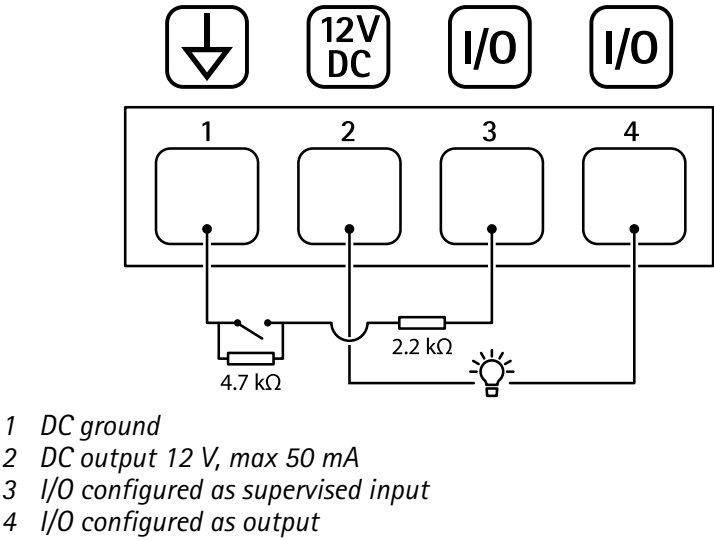 12V
DC
I/O
I/O
1
2
3
4
2.2 kΩ
4.7 kΩ
1 DC ground
2 DC output 12 V, max 50 mA
3 I/O configured as supervised input
4 I/O configured as output